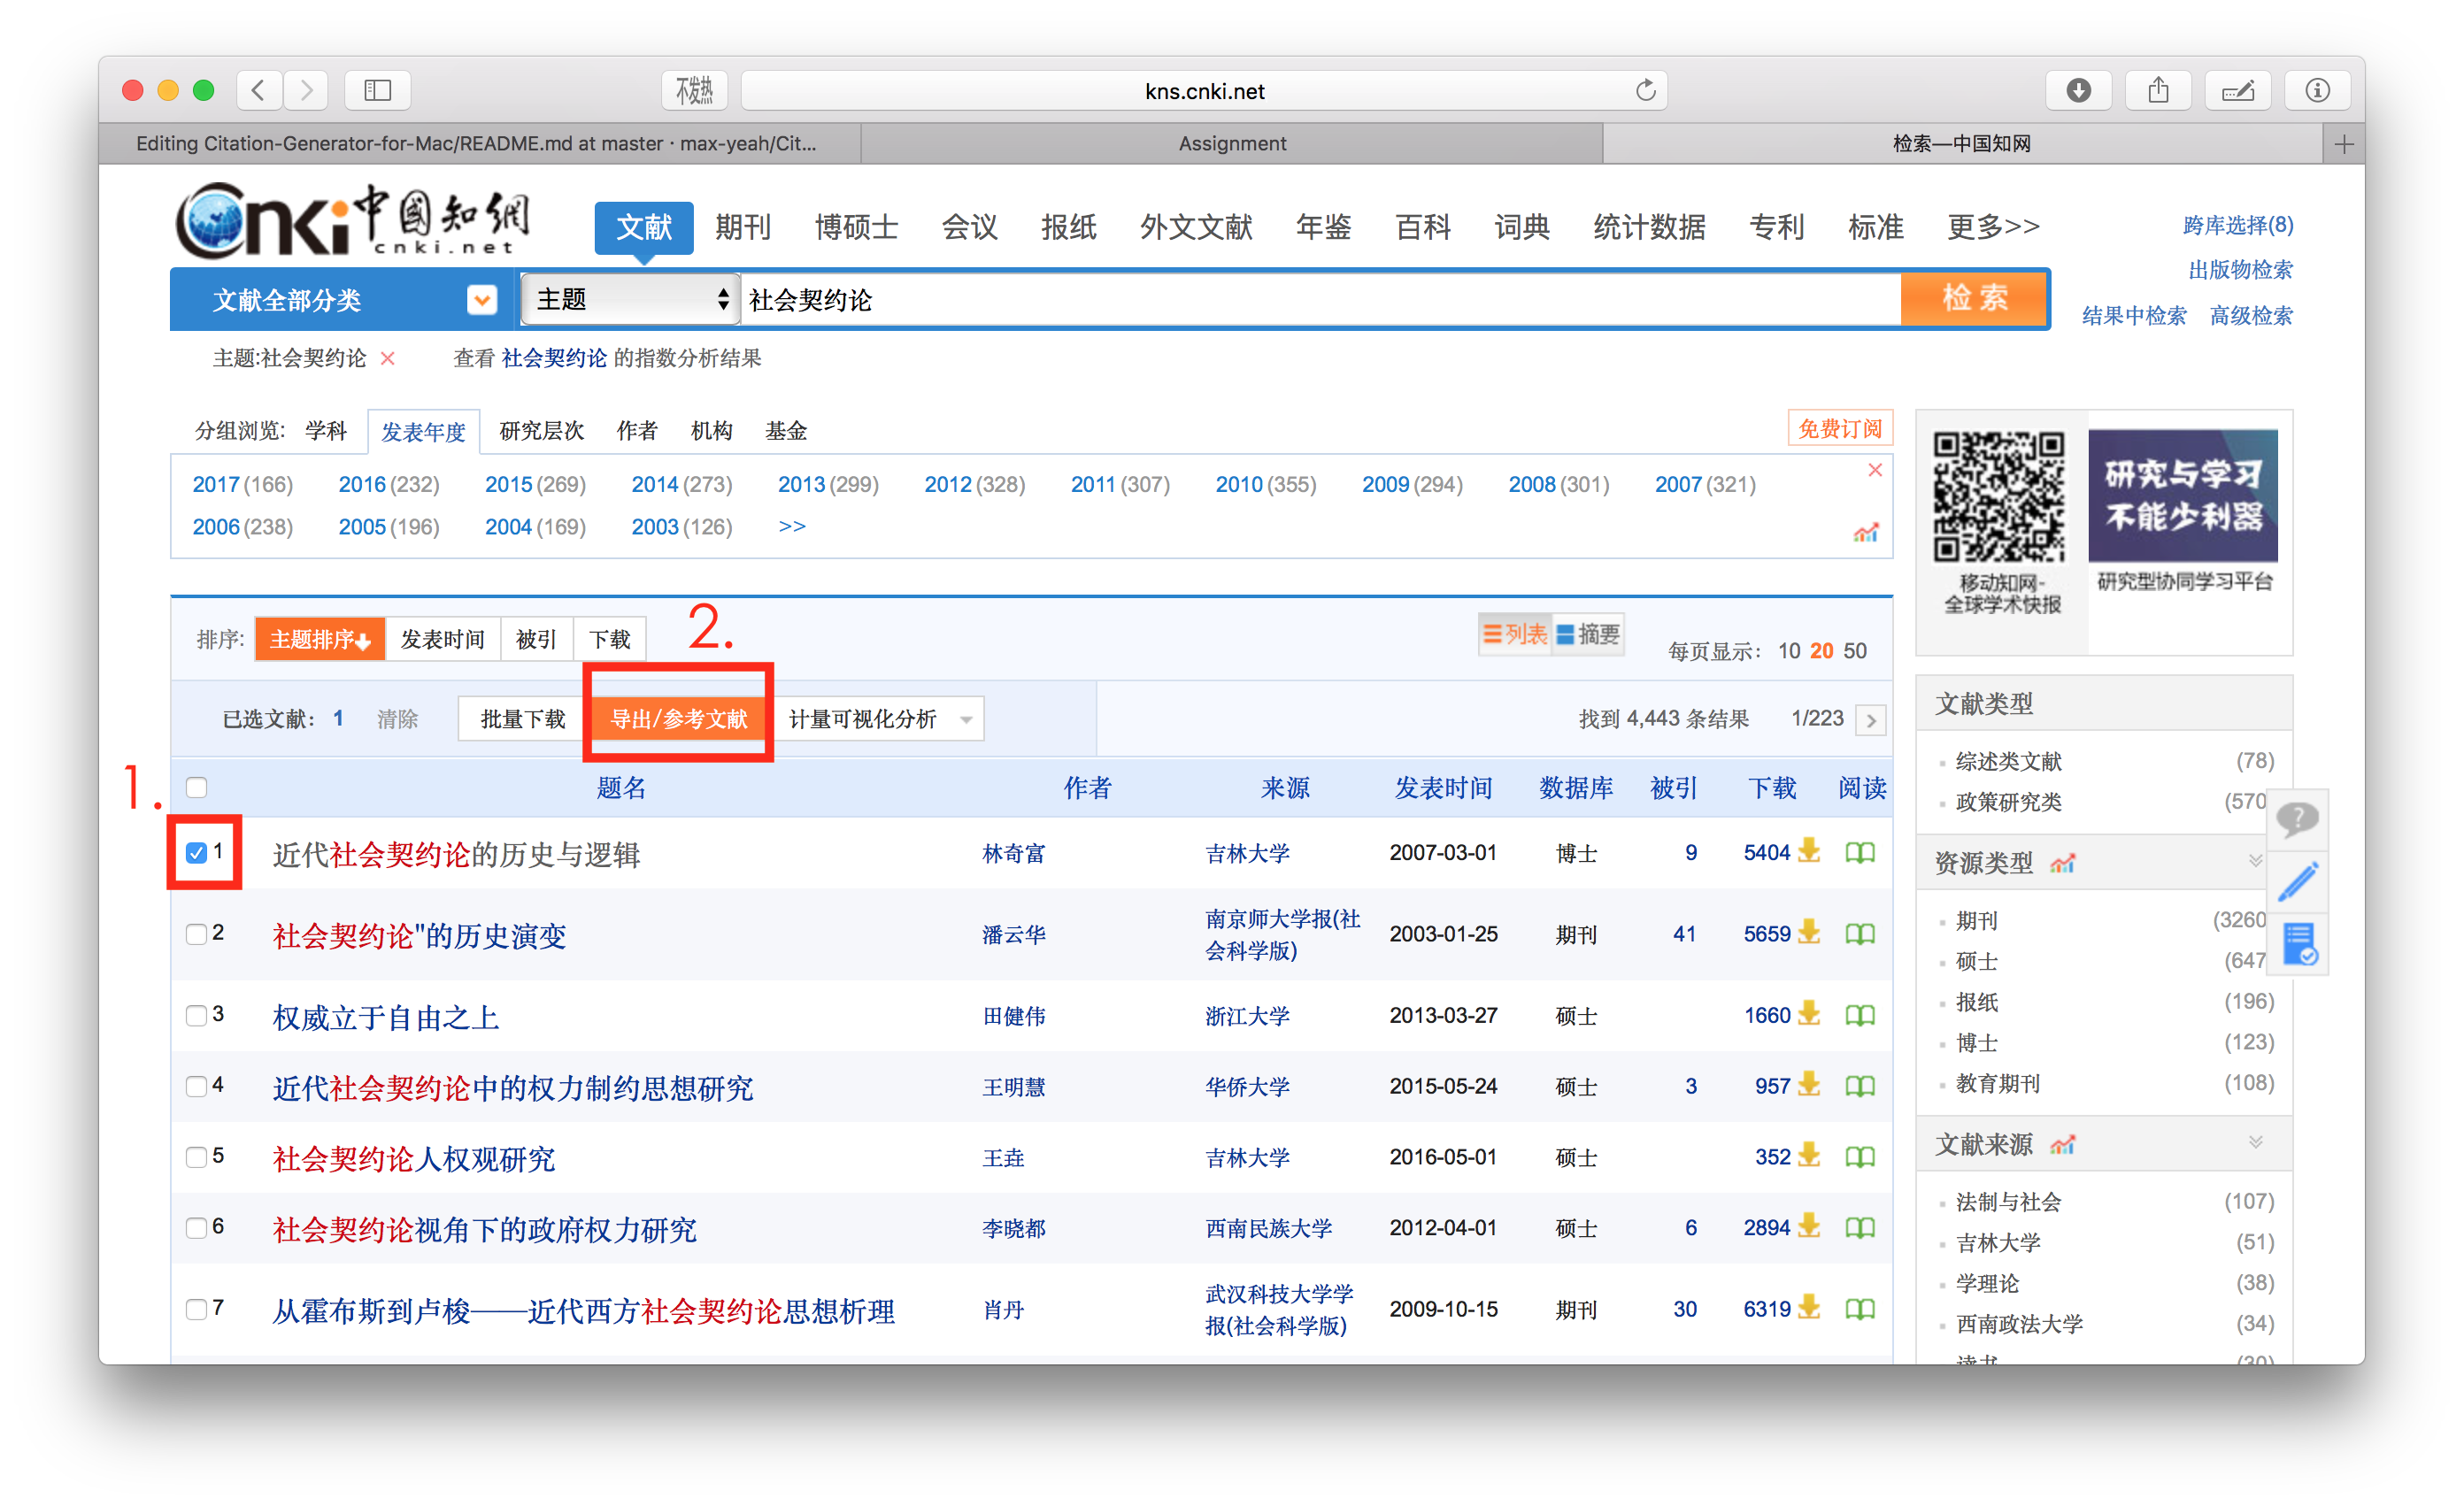 不发热
kns.cnki.net
Editing Citation-Generator-for-Mac/README.md at master · max-yeah/Cit...
Assignment
检索—中国知网
cnki中國知網
cnki.net
文献 期刊 博硕士 会议 报纸 外文文献 年鉴 百科 词典 统计数据 专利 标准 更多>>
跨库选择(8)
出版物检索
文献全部分类 主题 社会契约论 检 索
结果中检索 高级检索
主题:社会契约论 × 查看 社会契约论 的指数分析结果
分组浏览: 学科 发表年度 研究层次 作者 机构 基金
免费订阅
2017(166) 2016(232) 2015(269) 2014(273) 2013(299) 2012(328) 2011(307) 2010(355) 2009(294) 2008(301) 2007(321)
2006(238) 2005(196) 2004(169) 2003(126) >>
研究与学习
不能少利器
移动知网-
全球学术快报
研究型协同学习平台
2.
排序: 主题排序 发表时间 被引 下载
列表 摘要
每页显示: 10 20 50
已选文献: 1 清除 批量下载 导出/参考文献 计量可视化分析
找到 4,443 条结果 1/223 >
1.
题名 作者 来源 发表时间 数据库 被引 下载 阅读
1 近代社会契约论的历史与逻辑 林奇富 吉林大学 2007-03-01 博士 9 5404
2 社会契约论"的历史演变 潘云华 南京师大学报(社
会科学版) 2003-01-25 期刊 41 5659
3 权威立于自由之上 田健伟 浙江大学 2013-03-27 硕士 1660
4 近代社会契约论中的权力制约思想研究 王明慧 华侨大学 2015-05-24 硕士 3 957
5 社会契约论人权观研究 王垚 吉林大学 2016-05-01 硕士 352
6 社会契约论视角下的政府权力研究 李晓都 西南民族大学 2012-04-01 硕士 6 2894
7 从霍布斯到卢梭——近代西方社会契约论思想析理 肖丹 武汉科技大学学
报(社会科学版) 2009-10-15 期刊 30 6319
文献类型
综述类文献 (78)
政策研究类 (570
资源类型
期刊 (3260
硕士 (647
报纸 (196)
博士 (123)
教育期刊 (108)
文献来源
法制与社会 (107)
吉林大学 (51)
学理论 (38)
西南政法大学 (34)